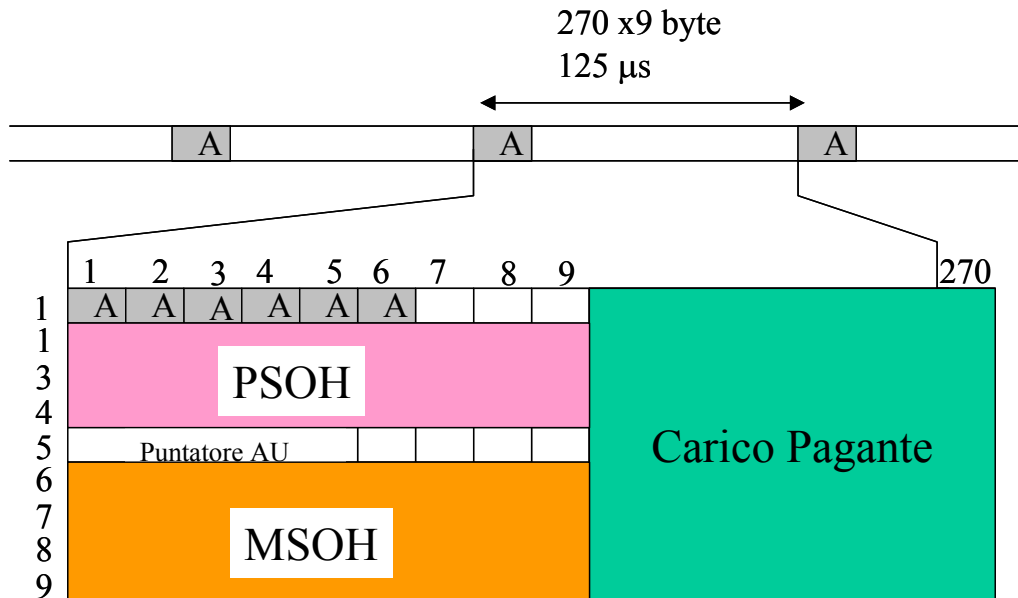 270 x9 byte
125 μs
A A A
1 2 3 4 5 6 7 8 9 270
1 A A A A A A
1
3 PSOH
4
5 Puntatore AU
Carico Pagante
6
7
8 MSOH
9